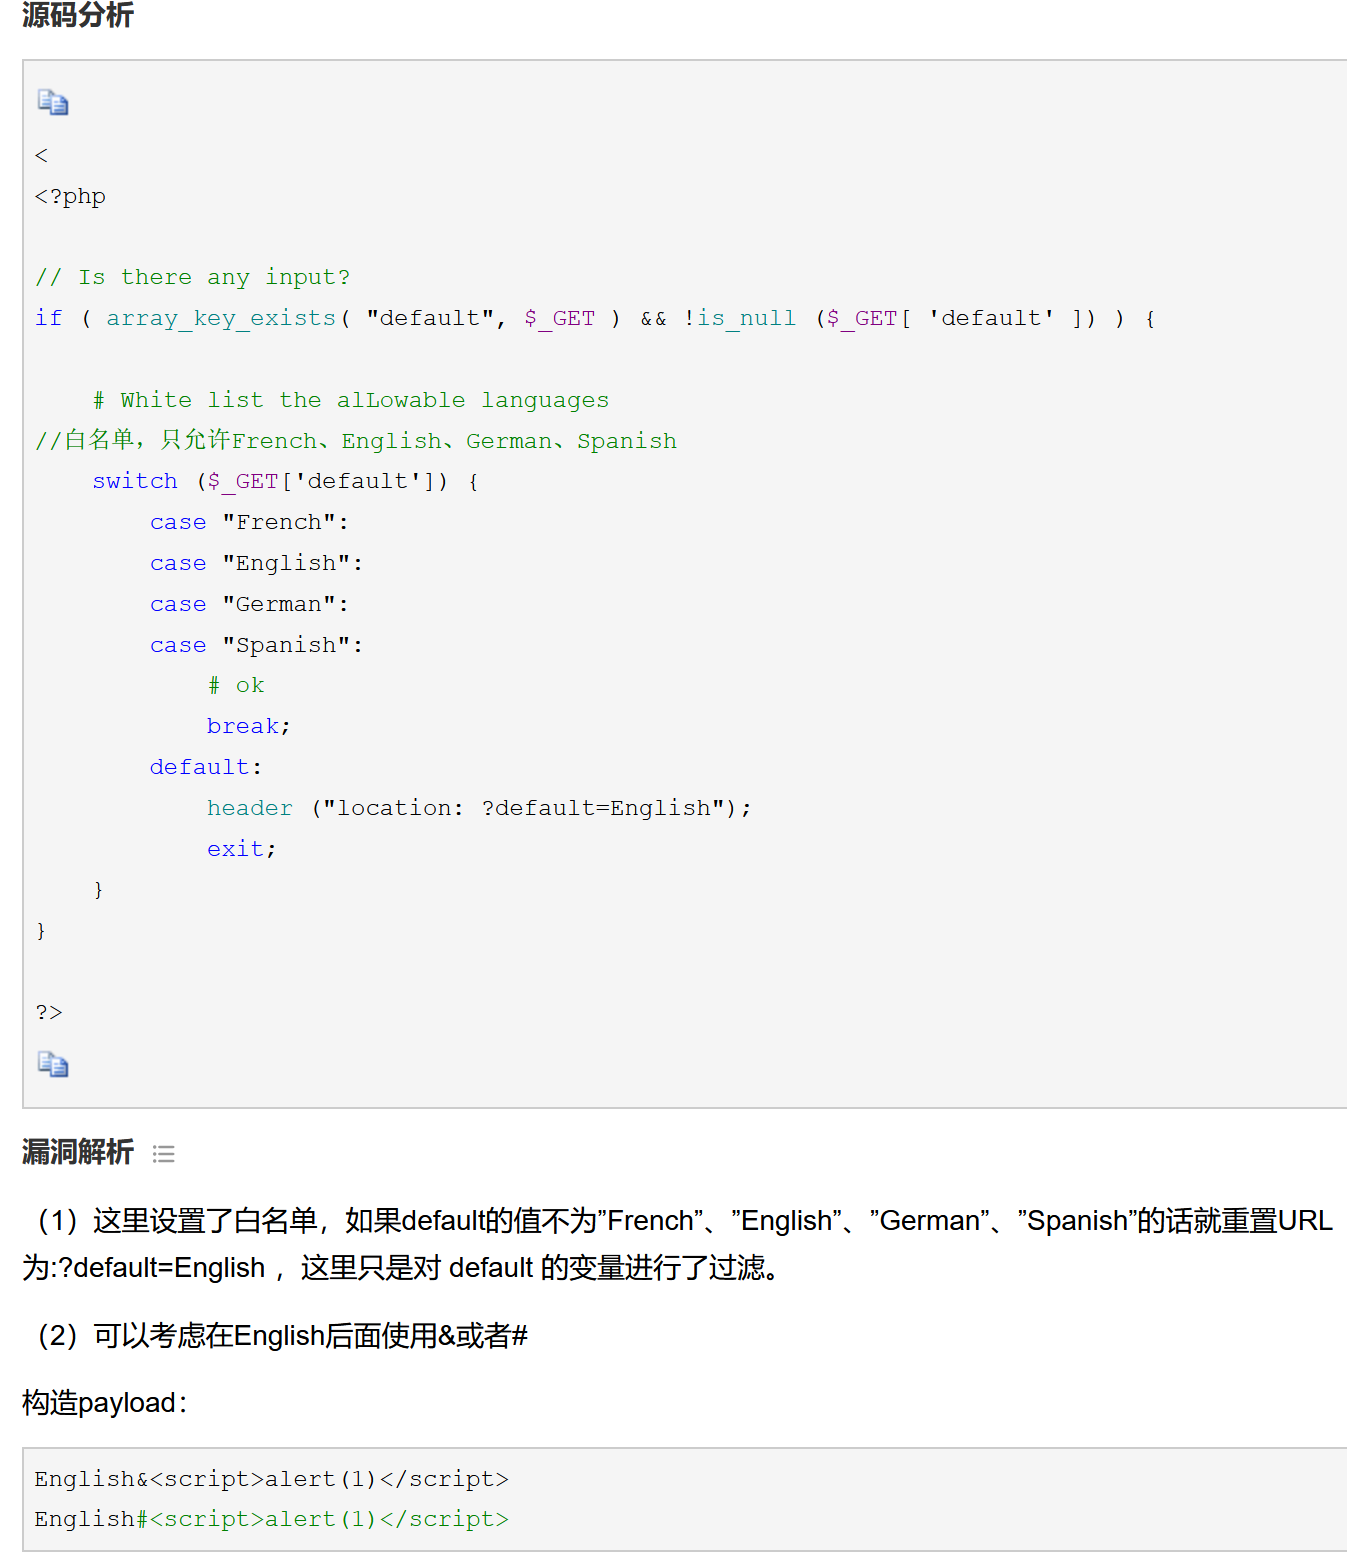 源码分析
<
<?php
// Is there any input?
if ( array_key_exists( "default", $_GET ) && !is_null ($_GET[ 'default' ]) ) {
# White list the alLowable languages
//白名单，只允许French、English、German、Spanish
switch ($_GET['default']) {
case "French":
case "English":
case "German":
case "Spanish":
# ok
break;
default:
header ("location: ?default=English");
exit;
}
}
?>
漏洞解析
（1）这里设置了白名单，如果default的值不为”French”、”English”、”German”、”Spanish”的话就重置URL
为:?default=English ，这里只是对 default 的变量进行了过滤。
（2）可以考虑在English后面使用&或者#
构造payload：
English&<script>alert(1)</script>
English#<script>alert(1)</script>